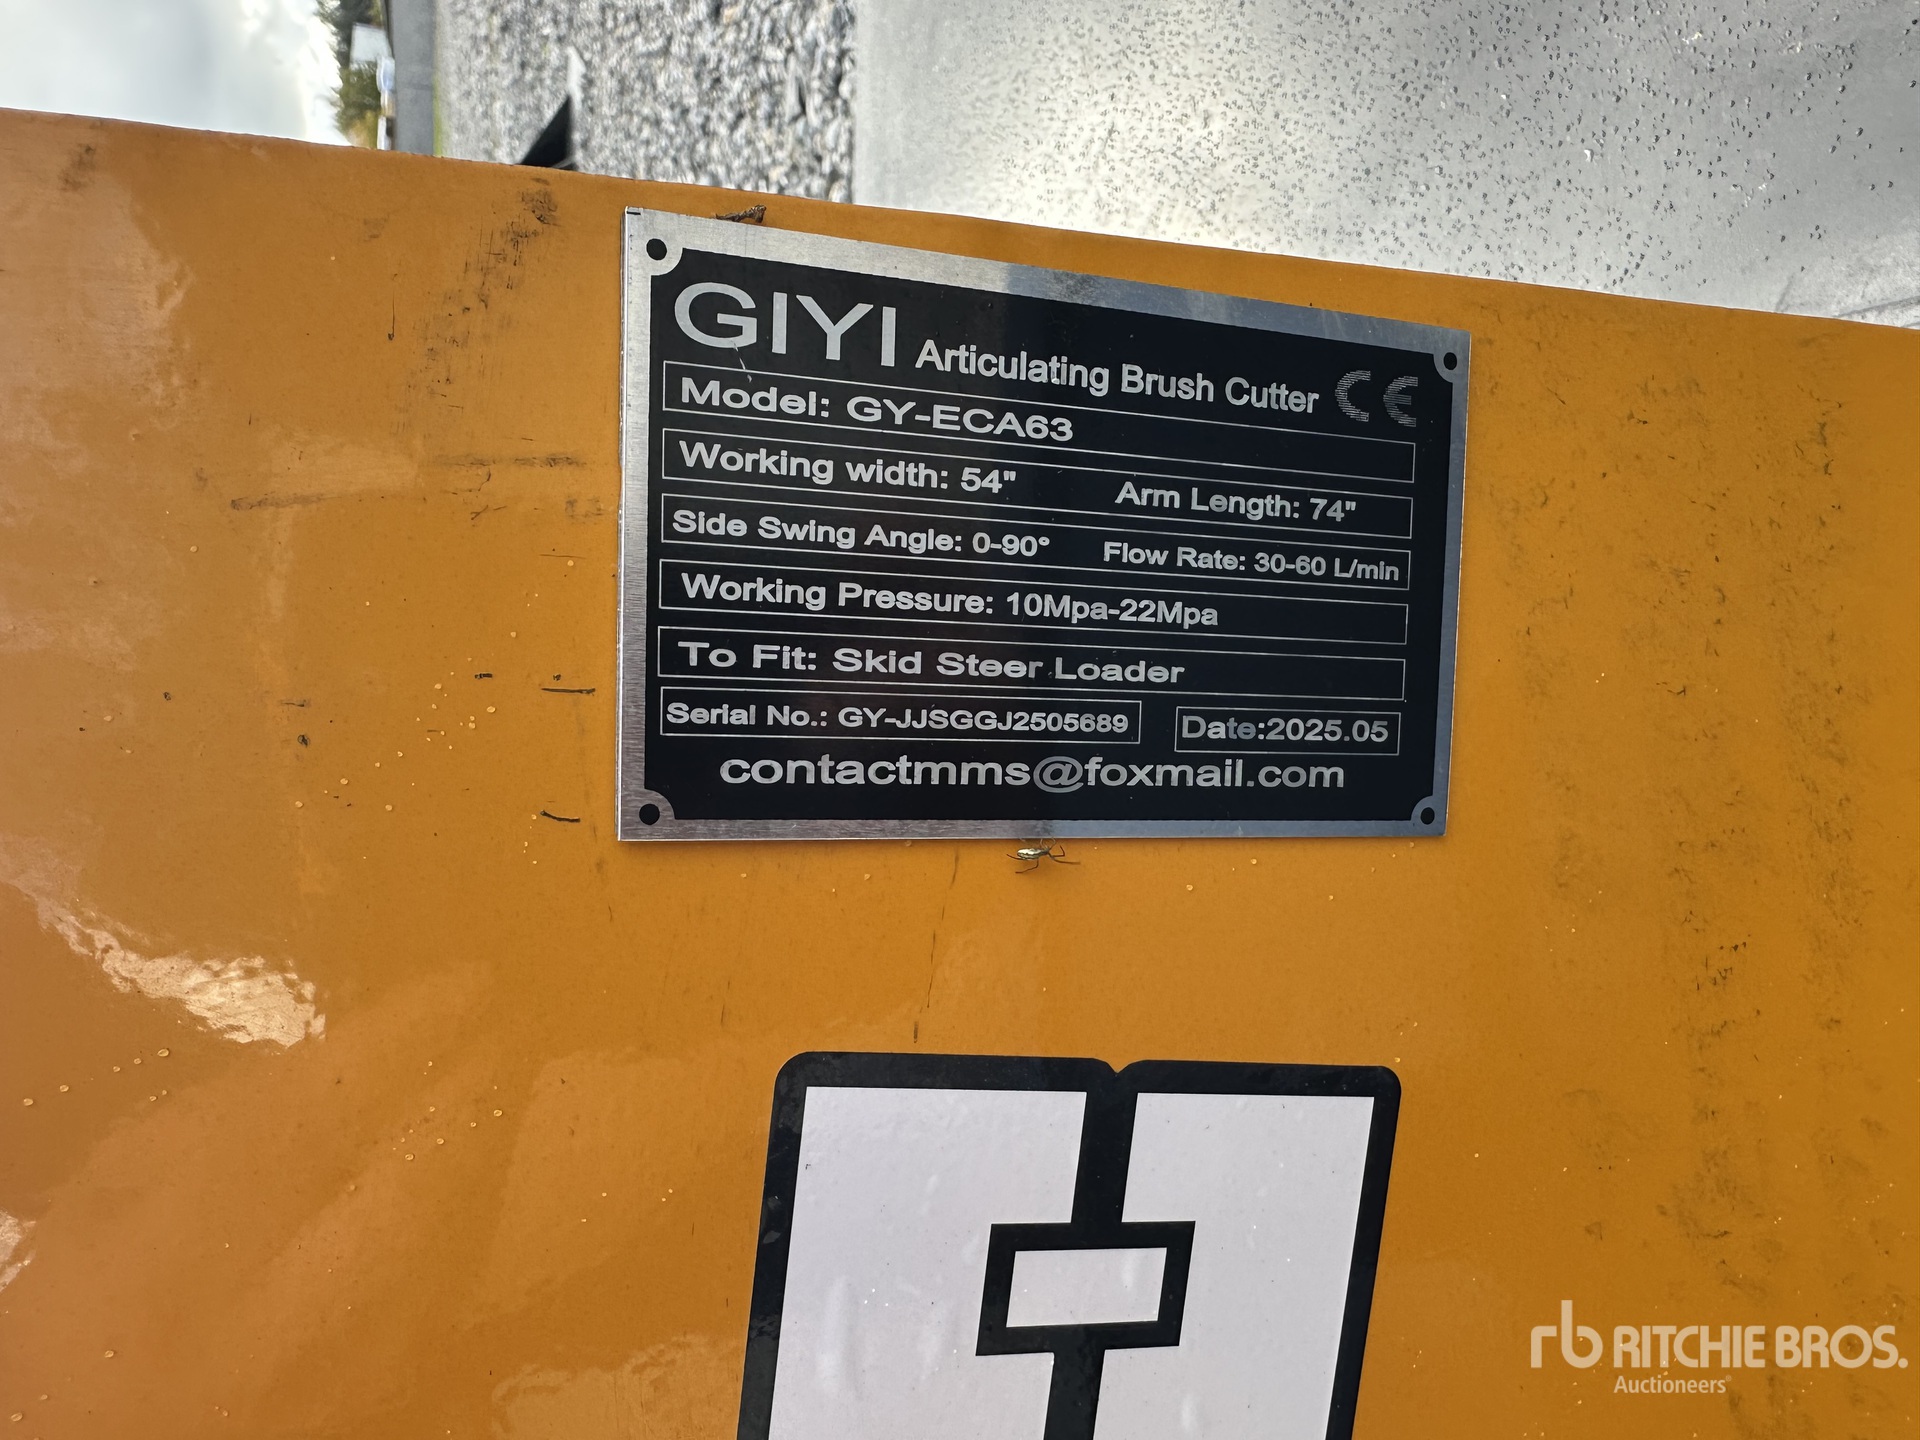 GIYI Articulating Brush Cutter CE
Model: GY-ECA63
Working width: 54" Arm Length: 74"
Side Swing Angle: 0-90° Flow Rate: 30-60 L/min
Working Pressure: 10Mpa-22Mpa
To Fit: Skid Steer Loader
Serial No.: GY-JJSGGJ2505689 Date:2025.05
contactmms@foxmail.com
rb RITCHIE BROS.
Auctioneers